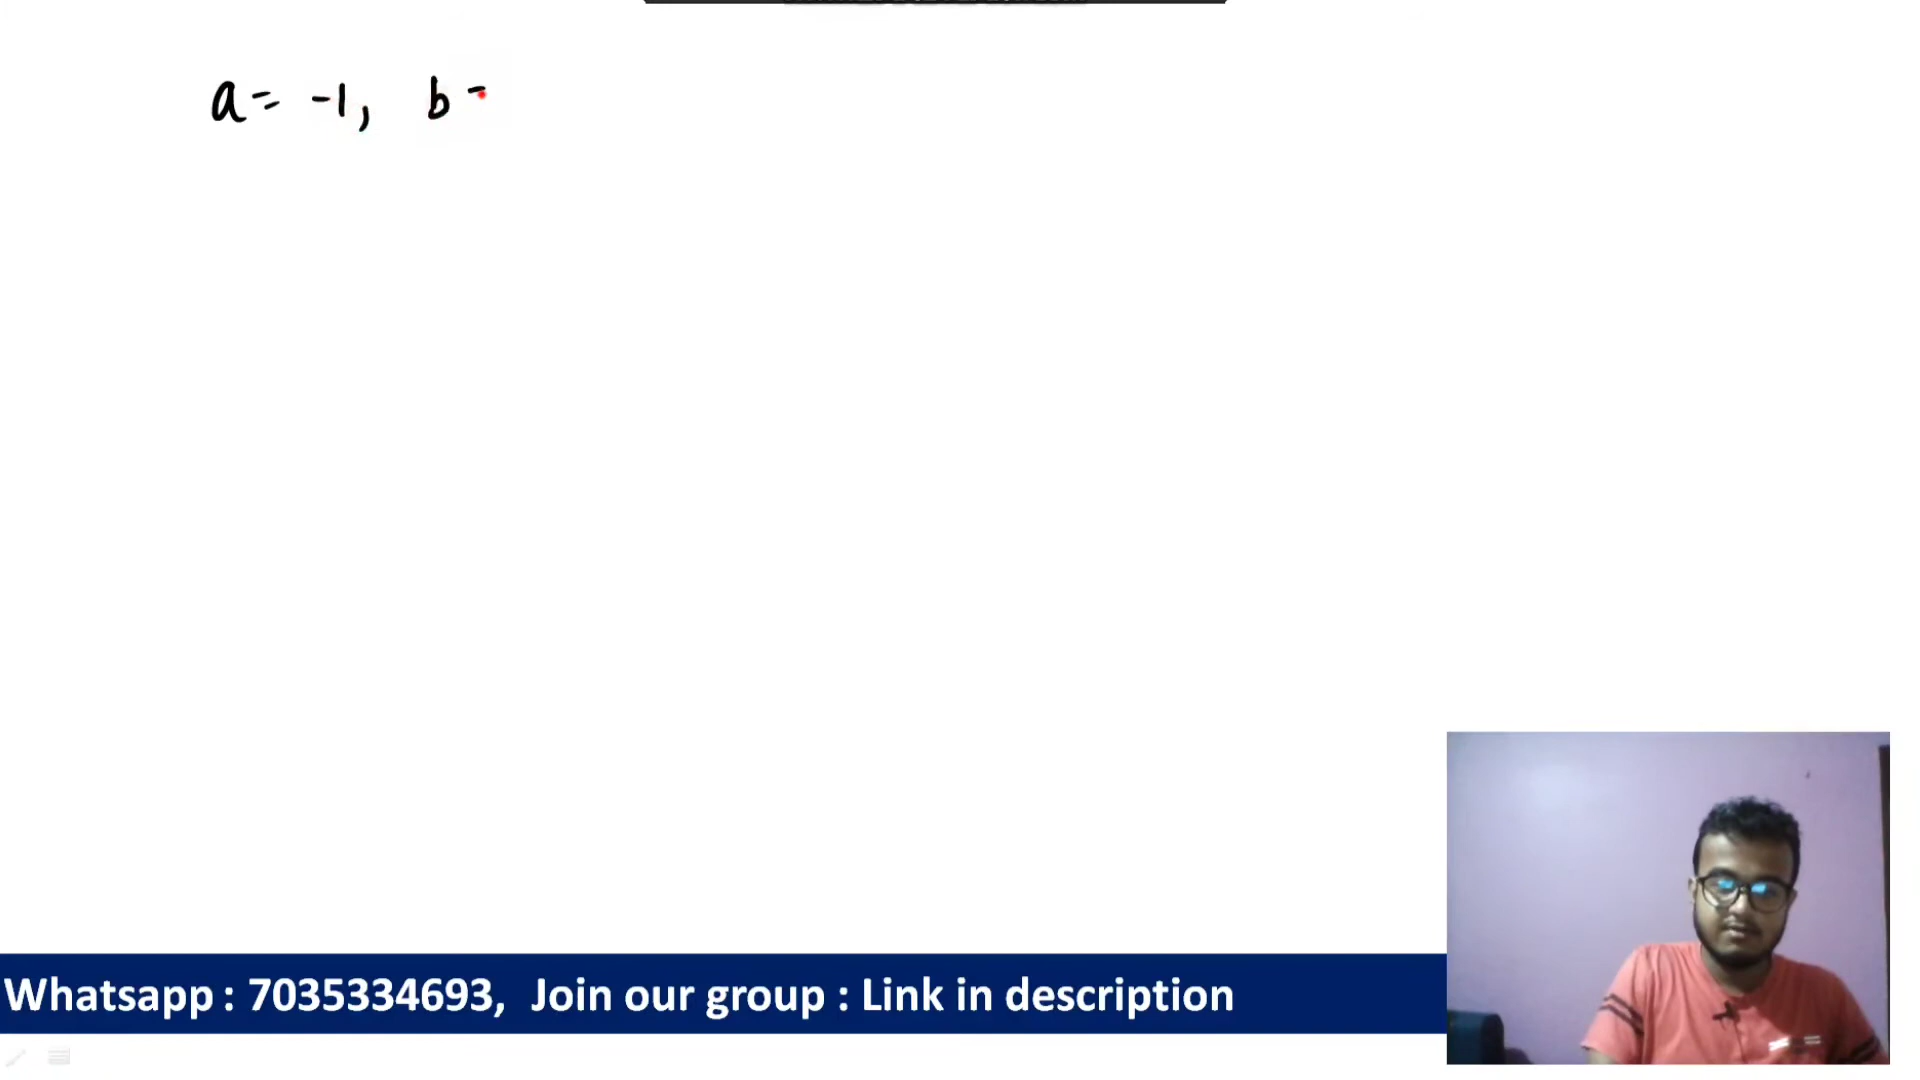 a = -1, b -
Whatsapp : 7035334693, Join our group : Link in description